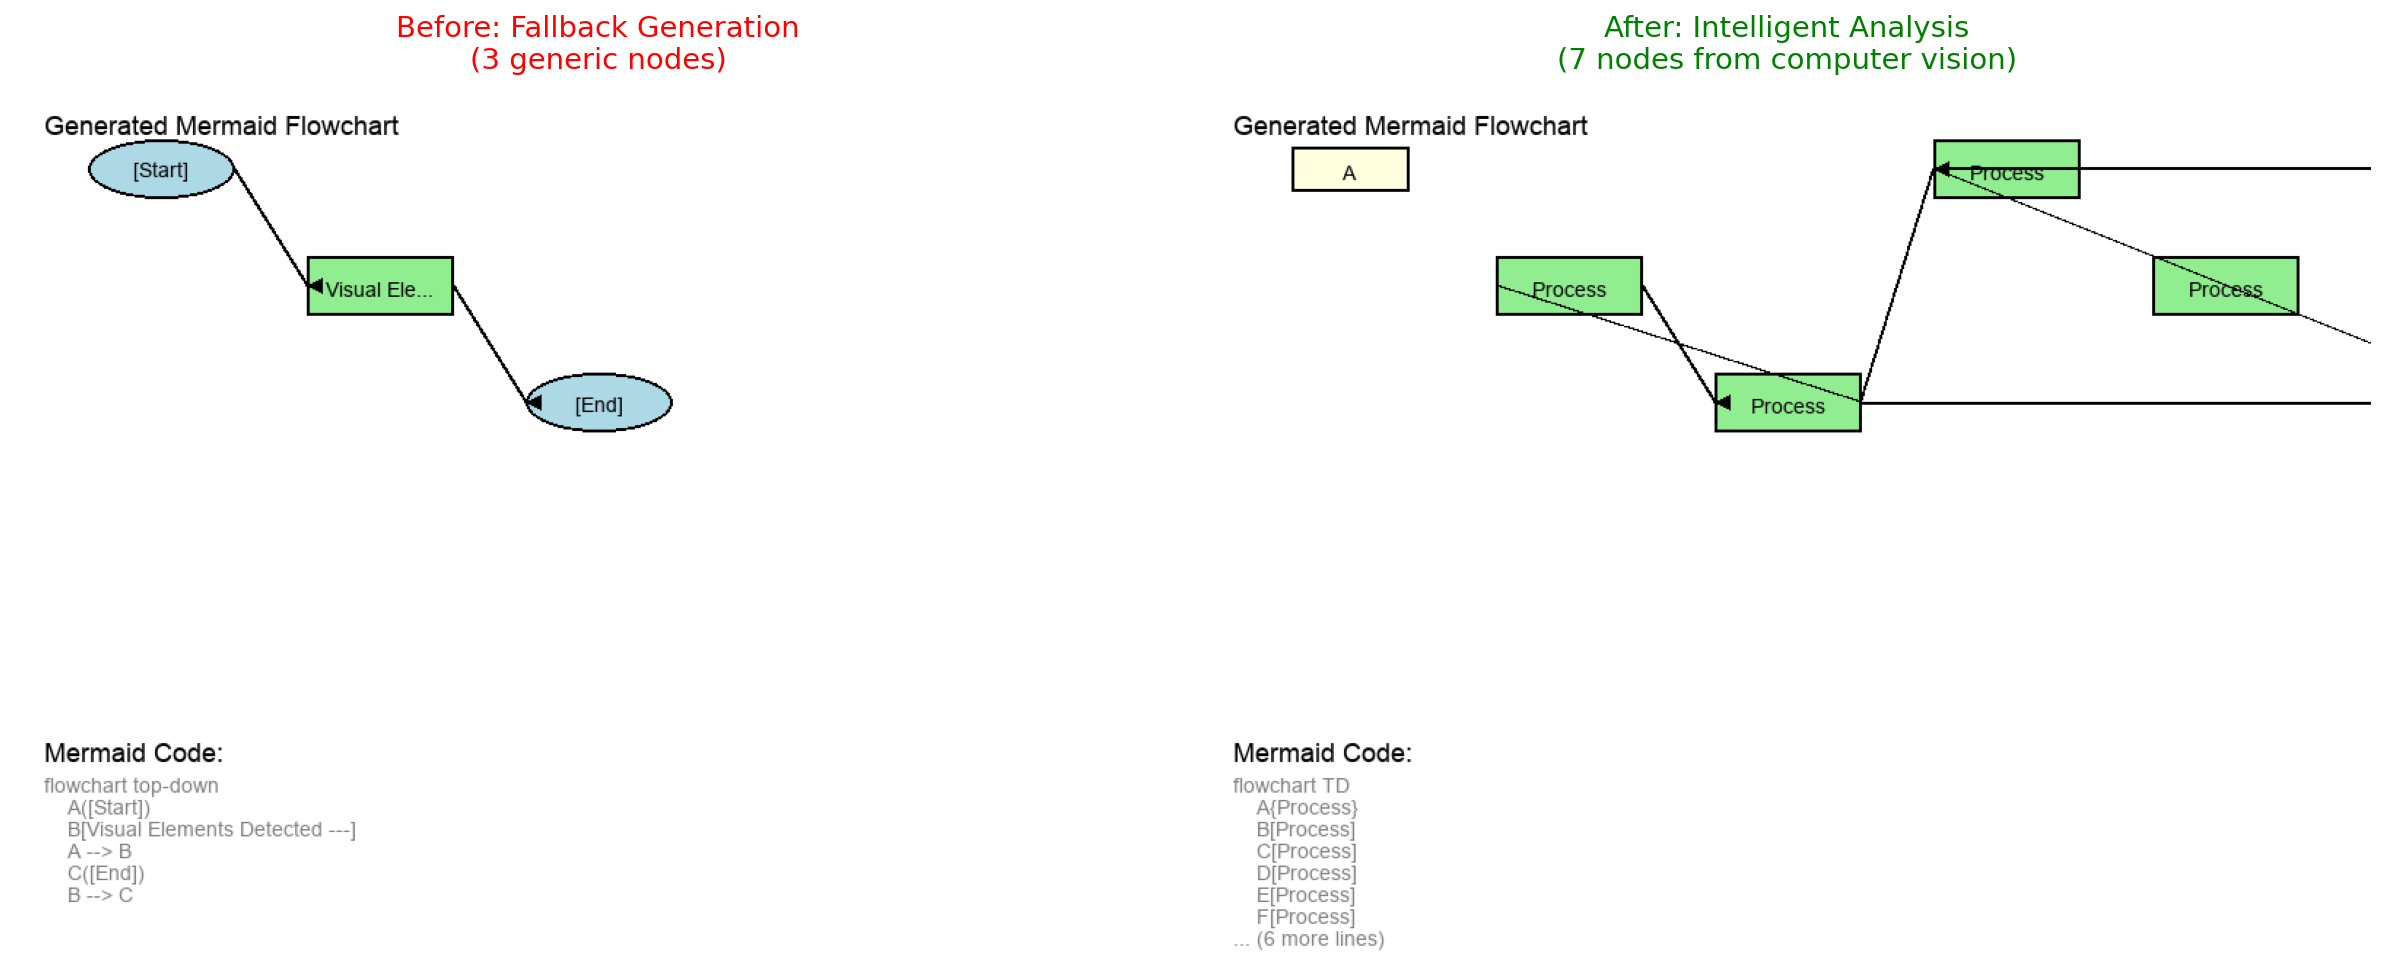 Before: Fallback Generation
(3 generic nodes)
Generated Mermaid Flowchart
[Start]
Visual Ele...
[End]
Mermaid Code:
flowchart top-down
A([Start])
B[Visual Elements Detected ---]
A --> B
C([End])
B --> C
After: Intelligent Analysis
(7 nodes from computer vision)
Generated Mermaid Flowchart
A
Process
Process
Process
Process
Mermaid Code:
flowchart TD
A{Process}
B[Process]
C[Process]
D[Process]
E[Process]
F[Process]
... (6 more lines)